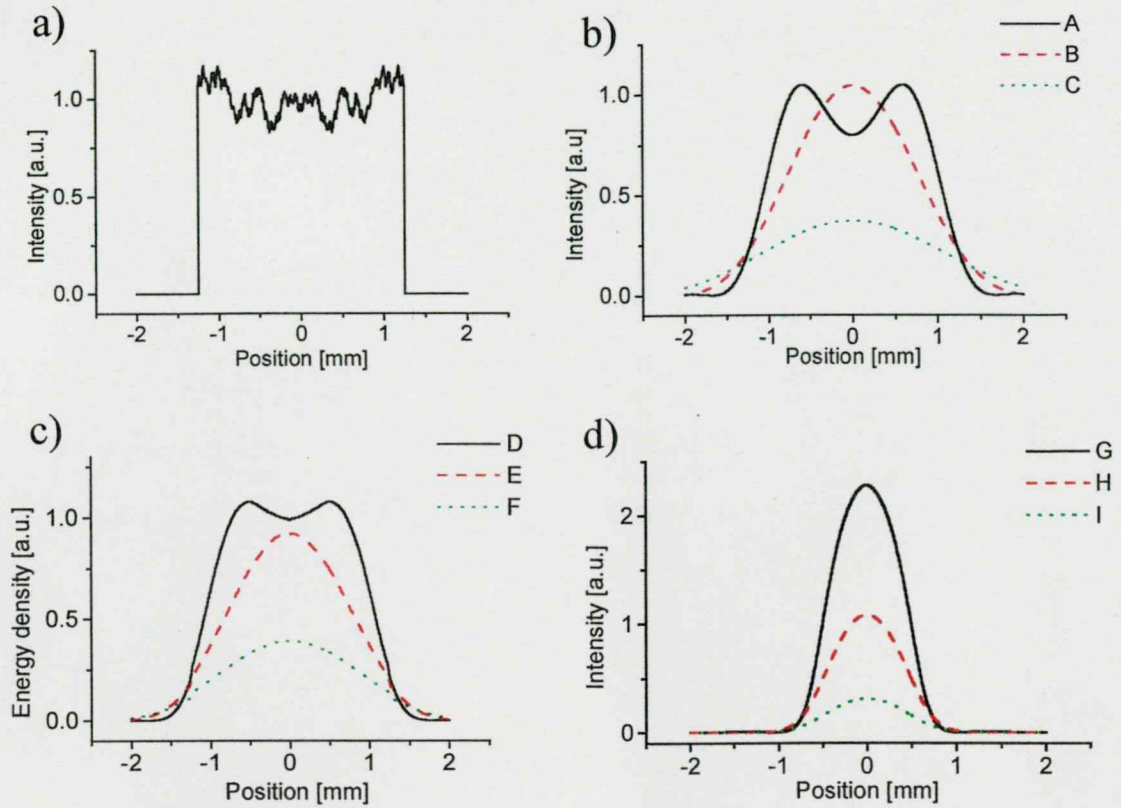 a)
Intensity [a.u.]
1.0
0.5
0.0
-2 -1 0 1 2
Position [mm]
b)
A
B
C
Intensity [a.u]
1.0
0.5
0.0
-2 -1 0 1 2
Position [mm]
c)
D
E
F
Energy density [a.u.]
1.0
0.5
0.0
-2 -1 0 1 2
Position [mm]
d)
G
H
I
Intensity [a.u.]
2
1
0
-2 -1 0 1 2
Position [mm]